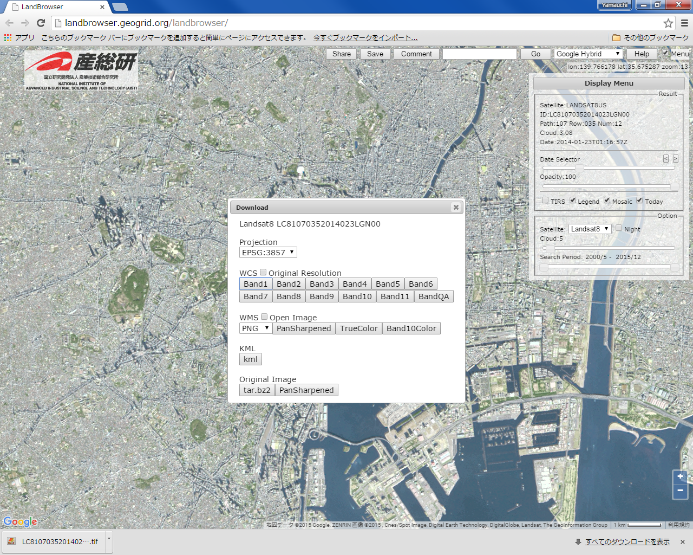 LandBrowser
Yamauchi
landbrowser.geogrid.org/landbrowser/
アプリ こちらのブックマーク バーにブックマークを追加すると簡単にページにアクセスできます。 今すぐブックマークをインポート...
その他のブックマーク
産総研
NATIONAL INSTITUTE OF
ADVANCED INDUSTRIAL SCIENCE AND TECHNOLOGY (AIST)
Share Save Comment Go Google Hybrid Help Menu
lon:139.766178 lat:35.675287 zoom:13
Display Menu
Result
Satellite:LANDSAT8US
ID:LC81070352014023LGN00
Path:107 Row:035 Num:12
Cloud:3.08
Date:2014-01-23T01:16:57Z
Date Selector < >
Opacity:100
TIRS Legend Mosaic Today
Option
Satellite: Landsat8 Night
Cloud:5
Search Period: 2000/5 - 2015/12
Download
Landsat8 LC81070352014023LGN00
Projection
EPSG:3857
WCS Original Resolution
Band1 Band2 Band3 Band4 Band5 Band6
Band7 Band8 Band9 Band10 Band11 BandQA
WMS Open Image
PNG PanSharpened TrueColor Band10Color
KML
kml
Original Image
tar.bz2 PanSharpened
+
−
Google
地図データ ©2015 Google, ZENRIN 画像 ©2015 , Cnes/Spot Image, Digital Earth Technology, DigitalGlobe, Landsat, The GeoInformation Group 1 km 利用規約
LC8107035201402-....tif
すべてのダウンロードを表示